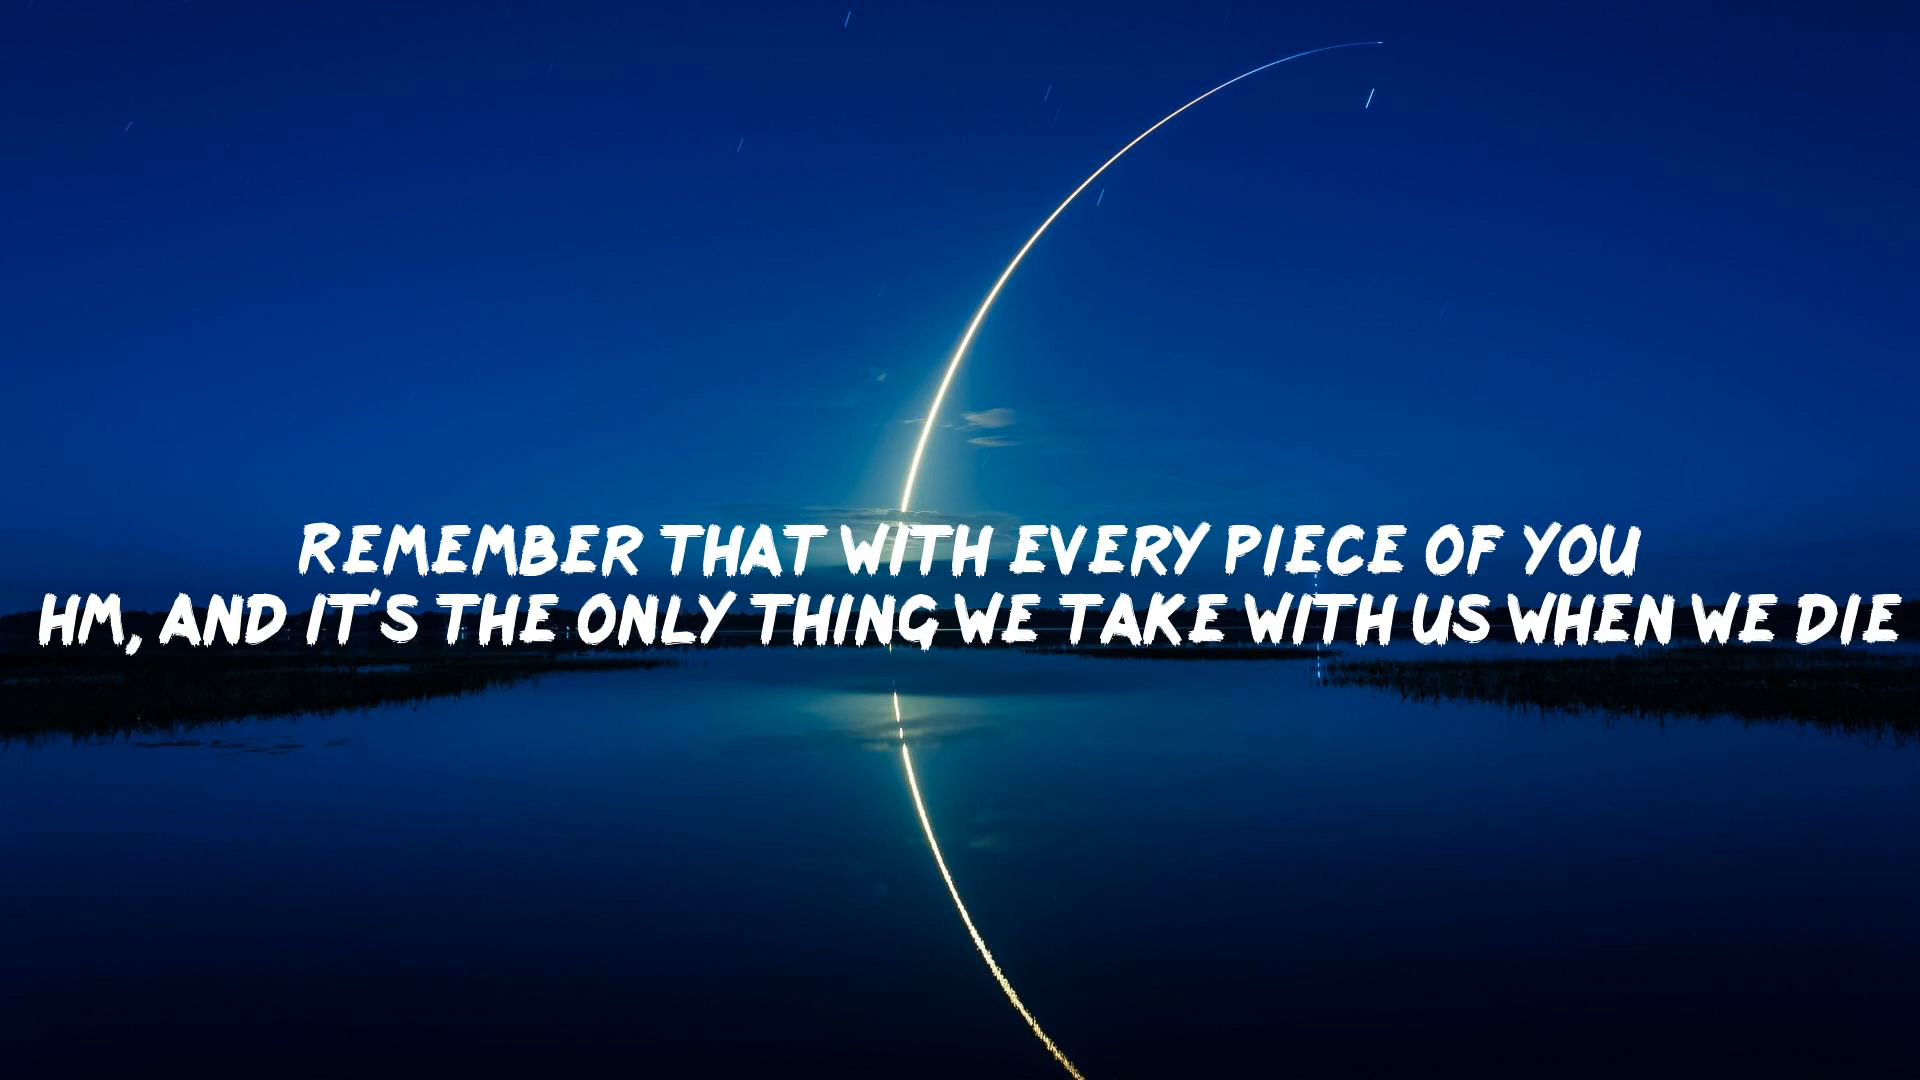 Remember that with every piece of you
Hm, and it's the only thing we take with us when we die